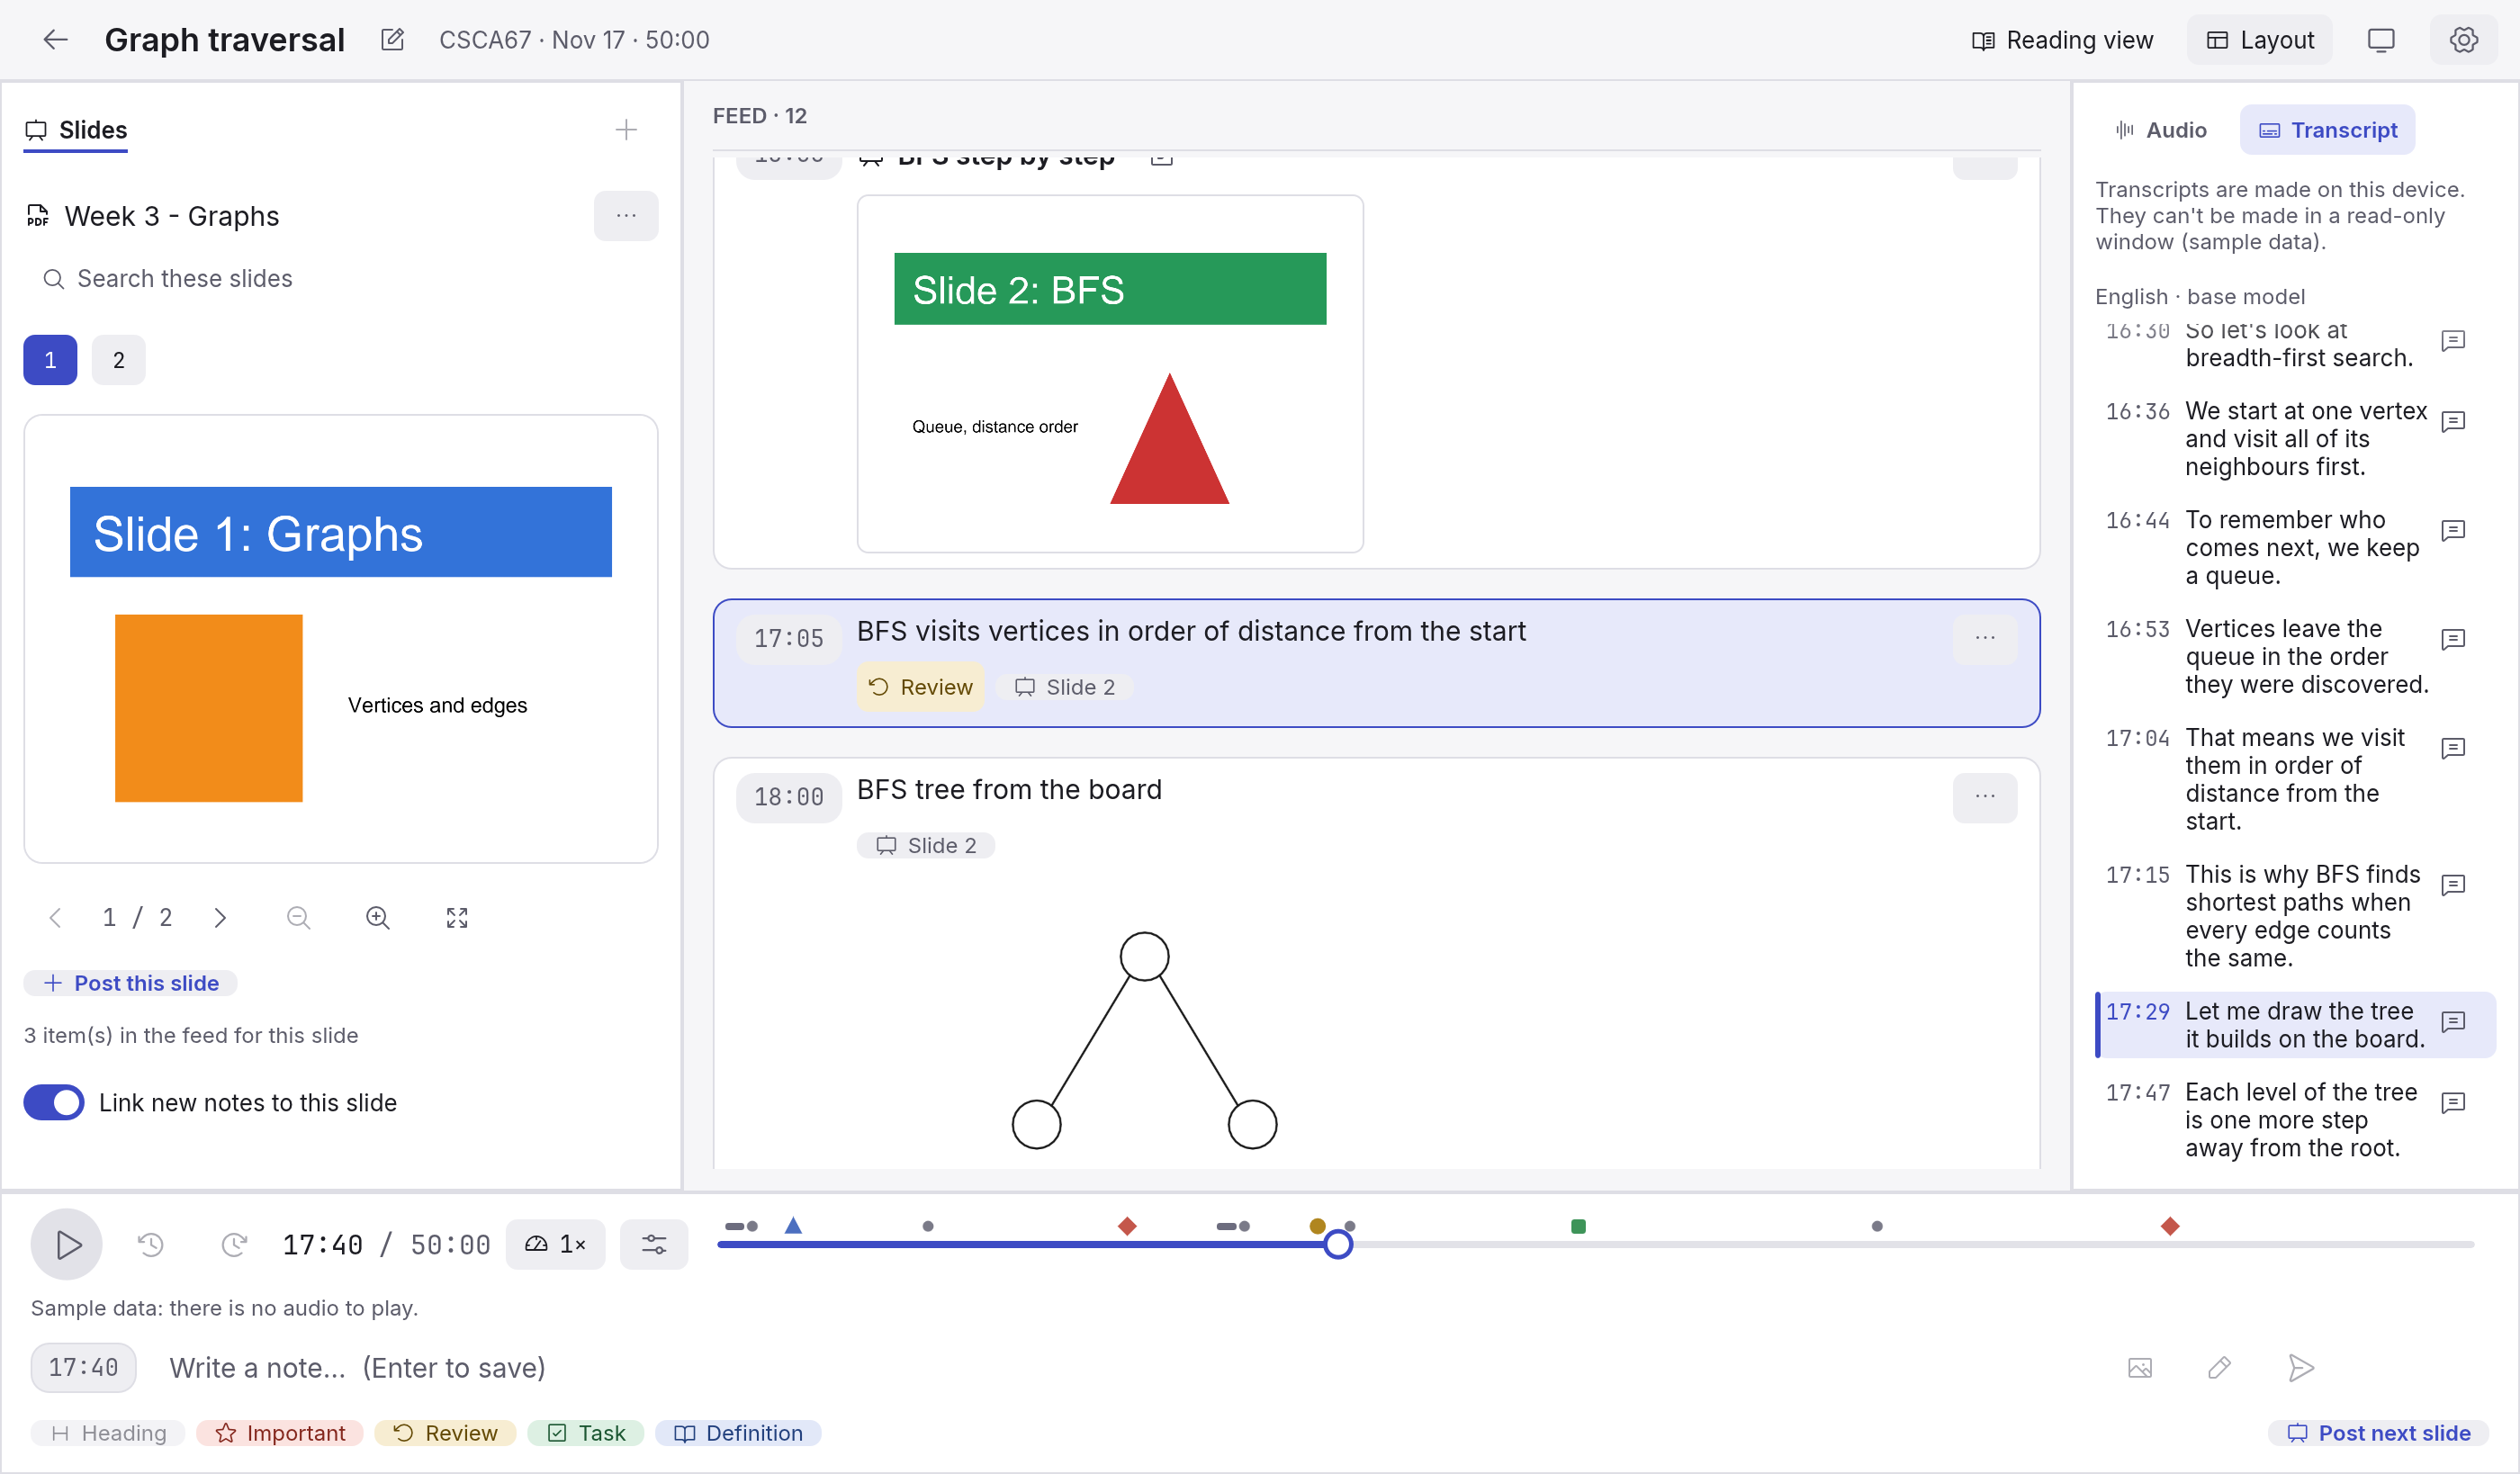 Graph traversal
CSCA67 · Nov 17 · 50:00
Reading view
Layout
Slides
PDF
Week 3 - Graphs
...
Search these slides
1
2
Slide 1: Graphs
Vertices and edges
1 / 2
Post this slide
3 item(s) in the feed for this slide
Link new notes to this slide
FEED · 12
BFS step by step
Slide 2: BFS
Queue, distance order
17:05
BFS visits vertices in order of distance from the start
...
Review
Slide 2
18:00
BFS tree from the board
...
Slide 2
Audio
Transcript
Transcripts are made on this device.
They can't be made in a read-only
window (sample data).
English · base model
16:30
So let's look at
breadth-first search.
16:36
We start at one vertex
and visit all of its
neighbours first.
16:44
To remember who
comes next, we keep
a queue.
16:53
Vertices leave the
queue in the order
they were discovered.
17:04
That means we visit
them in order of
distance from the
start.
17:15
This is why BFS finds
shortest paths when
every edge counts
the same.
17:29
Let me draw the tree
it builds on the board.
17:47
Each level of the tree
is one more step
away from the root.
17:40 / 50:00
1×
Sample data: there is no audio to play.
17:40
Write a note... (Enter to save)
Heading
Important
Review
Task
Definition
Post next slide